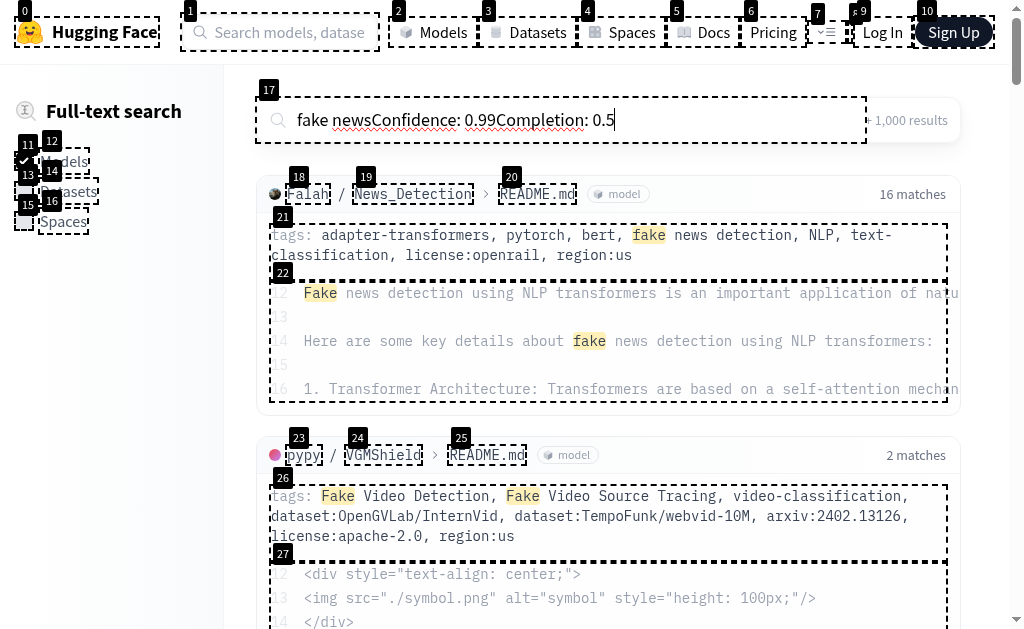 0
1
2
3
4
5
6
7
9
10
Hugging Face
Search models, datase
Models
Datasets
Spaces
Docs
Pricing
Log In
Sign Up
Full-text search
11
12
Models
13
14
Datasets
15
16
Spaces
17
fake newsConfidence: 0.99Completion: 0.5
1,000 results
18
19
20
Falah / News_Detection > README.md
model
16 matches
21
tags: adapter-transformers, pytorch, bert, fake news detection, NLP, text-
classification, license:openrail, region:us
22
12 Fake news detection using NLP transformers is an important application of natu
13
14 Here are some key details about fake news detection using NLP transformers:
15
16 1. Transformer Architecture: Transformers are based on a self-attention mechan
23
24
25
pypy / VGMShield > README.md
model
2 matches
26
tags: Fake Video Detection, Fake Video Source Tracing, video-classification,
dataset:OpenGVLab/InternVid, dataset:TempoFunk/webvid-10M, arxiv:2402.13126,
license:apache-2.0, region:us
27
12 <div style="text-align: center;">
13 <img src="./symbol.png" alt="symbol" style="height: 100px;"/>
14 </div>